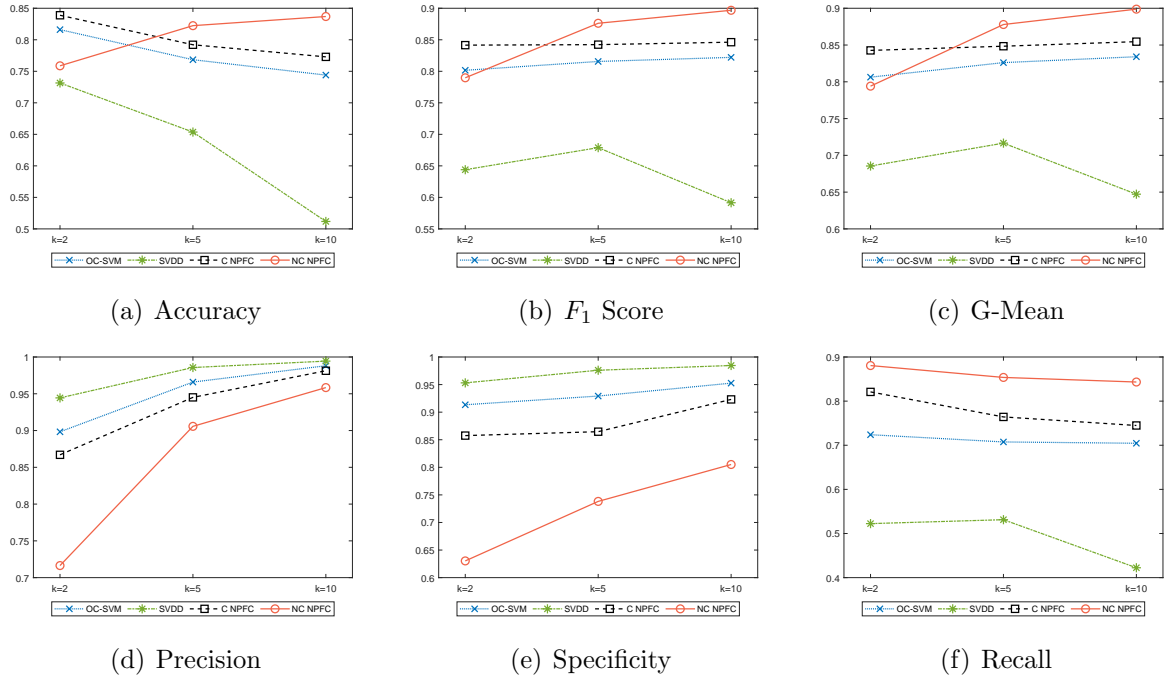 0.85
0.8
0.75
0.7
0.65
0.6
0.55
0.5
k=2 k=5 k=10
OC-SVM SVDD C NPFC NC NPFC
(a) Accuracy
0.9
0.85
0.8
0.75
0.7
0.65
0.6
0.55
k=2 k=5 k=10
OC-SVM SVDD C NPFC NC NPFC
(b) F₁ Score
0.9
0.85
0.8
0.75
0.7
0.65
0.6
k=2 k=5 k=10
OC-SVM SVDD C NPFC NC NPFC
(c) G-Mean
1
0.95
0.9
0.85
0.8
0.75
0.7
k=2 k=5 k=10
OC-SVM SVDD C NPFC NC NPFC
(d) Precision
1
0.95
0.9
0.85
0.8
0.75
0.7
0.65
0.6
k=2 k=5 k=10
OC-SVM SVDD C NPFC NC NPFC
(e) Specificity
0.9
0.8
0.7
0.6
0.5
0.4
k=2 k=5 k=10
OC-SVM SVDD C NPFC NC NPFC
(f) Recall